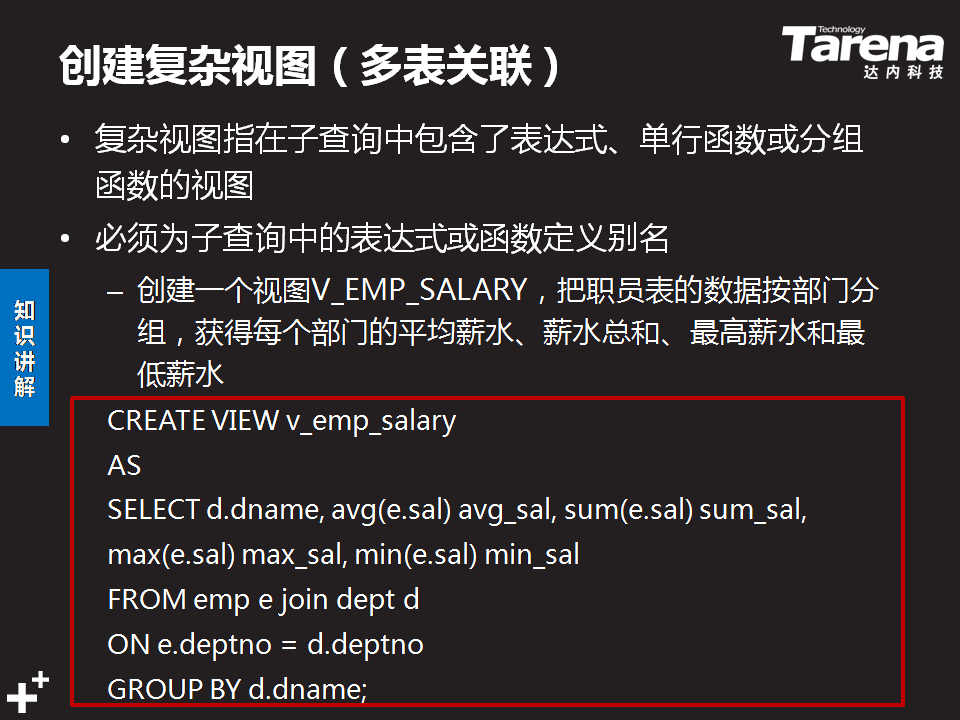 创建复杂视图（多表关联）
Technology
Tarena
达内科技
• 复杂视图指在子查询中包含了表达式、单行函数或分组
函数的视图
• 必须为子查询中的表达式或函数定义别名
– 创建一个视图V_EMP_SALARY，把职员表的数据按部门分
组，获得每个部门的平均薪水、薪水总和、最高薪水和最
低薪水
知
识
讲
解
CREATE VIEW v_emp_salary
AS
SELECT d.dname, avg(e.sal) avg_sal, sum(e.sal) sum_sal,
max(e.sal) max_sal, min(e.sal) min_sal
FROM emp e join dept d
ON e.deptno = d.deptno
GROUP BY d.dname;